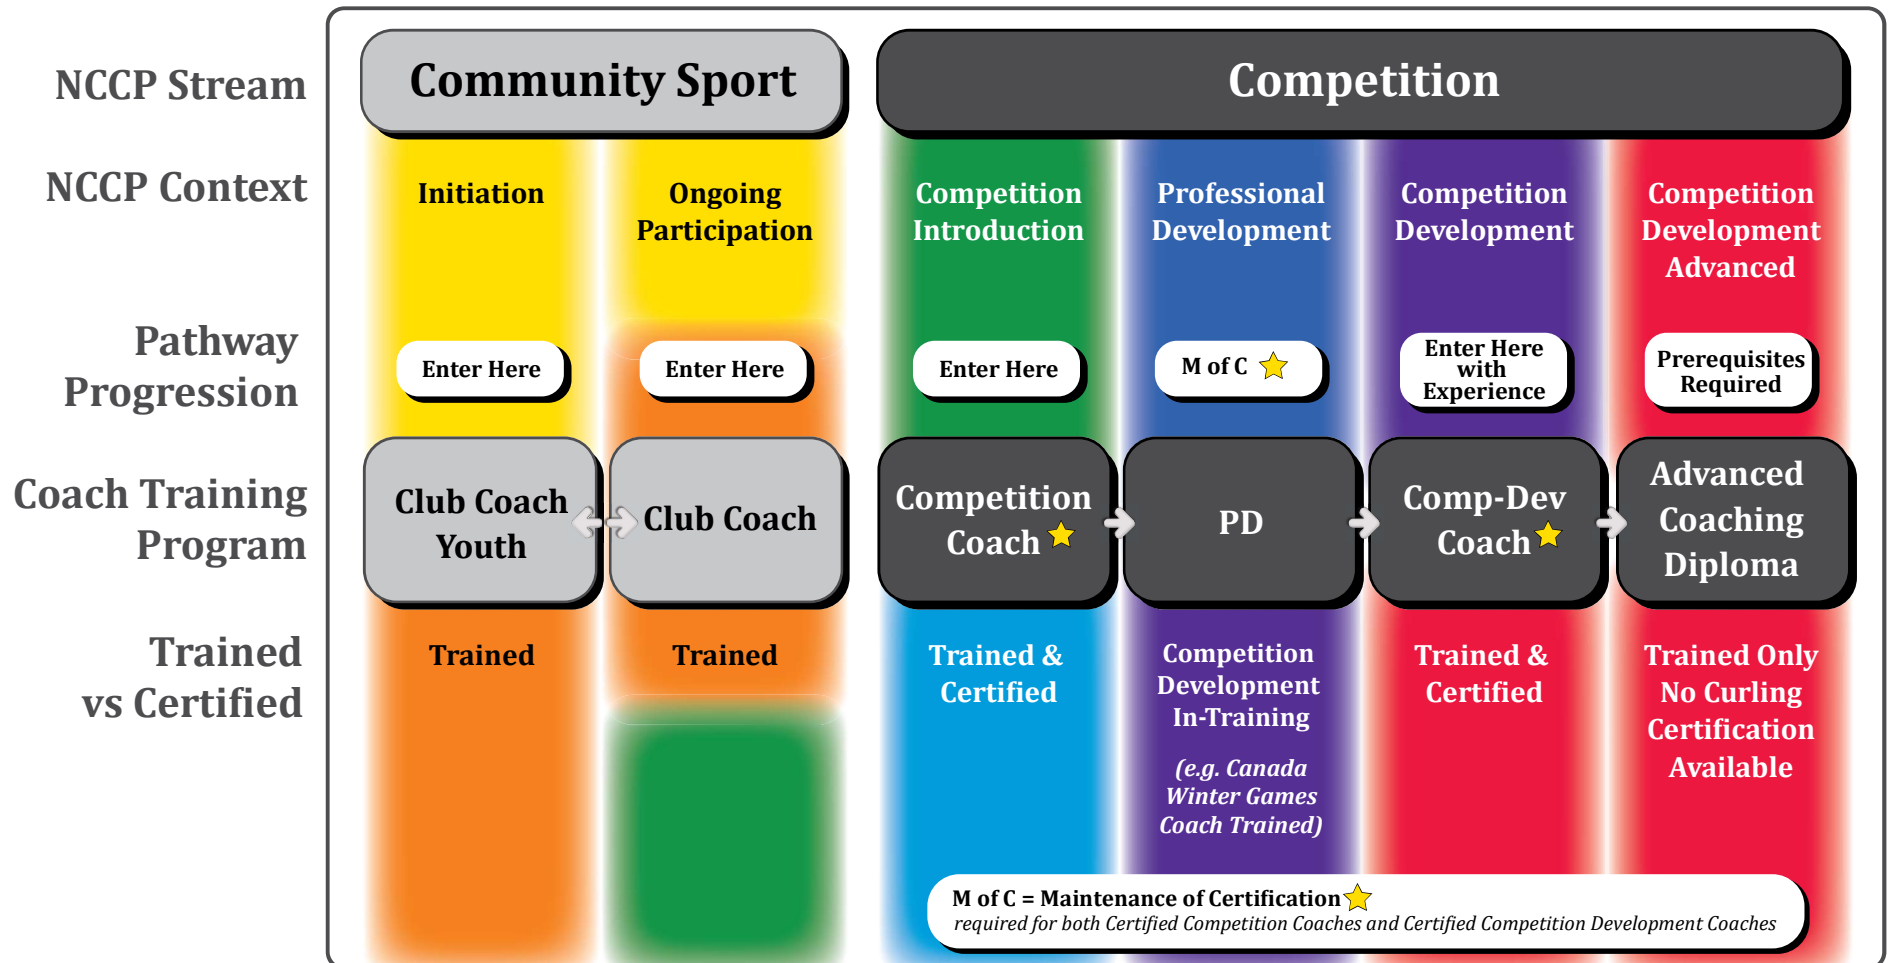 NCCP Stream
Community Sport
Competition
NCCP Context
Initiation
Ongoing
Participation
Competition
Introduction
Professional
Development
Competition
Development
Competition
Development
Advanced
Pathway
Progression
Enter Here
Enter Here
Enter Here
M of C
Enter Here
with
Experience
Prerequisites
Required
Coach Training
Program
Club Coach
Youth
Club Coach
Competition
Coach
PD
Comp-Dev
Coach
Advanced
Coaching
Diploma
Trained
vs Certified
Trained
Trained
Trained &
Certified
Competition
Development
In-Training
(e.g. Canada
Winter Games
Coach Trained)
Trained &
Certified
Trained Only
No Curling
Certification
Available
M of C = Maintenance of Certification
required for both Certified Competition Coaches and Certified Competition Development Coaches